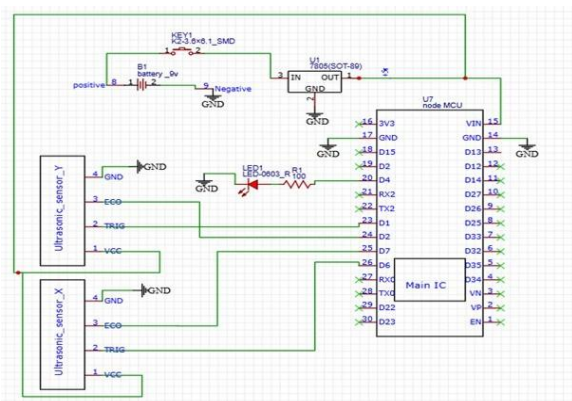 KEY1
K2-3.6×6.1_SMD
1 2
B1
battery _9v
positive 8 1 2 9 Negative
GND
U1
7805(SOT-89)
3 IN OUT 1
GND
2
GND
5v
U7
node MCU
16 3V3 VIN 15
17 GND GND 14
18 D15 D13 13
19 D2 D12 12
20 D4 D14 11
21 RX2 D27 10
22 TX2 D26 9
23 D1 D25 8
24 D2 D33 7
25 D7 D32 6
26 D6 D35 5
27 RX0 D34 4
28 TX0 VN 3
29 D22 VP 2
30 D23 EN 1
Main IC
GND
GND
LED1
LED-0603_R
R1
100
GND
Ultrasonic_sensor_Y
4 GND
3 ECO
2 TRIG
1 VCC
GND
Ultrasonic_sensor_X
4 GND
3 ECO
2 TRIG
1 VCC
GND